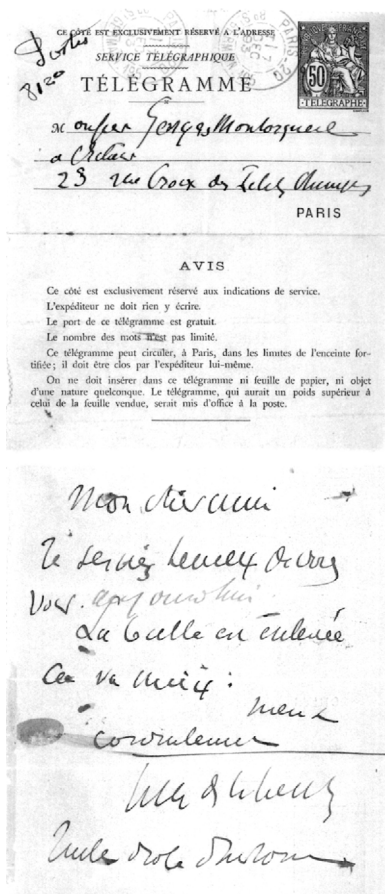 CE CÔTÉ EST EXCLUSIVEMENT RÉSERVÉ A L'ADRESSE
SERVICE TÉLÉGRAPHIQUE
TÉLÉGRAMME
50
TÉLÉGRAPHE
PARIS
8h20
Monsieur Georges Montorgueil
23 rue Croix des Petits Champs
PARIS
AVIS
Ce côté est exclusivement réservé aux indications de service.
L'expéditeur ne doit rien y écrire.
Le port de ce télégramme est gratuit.
Le nombre des mots n'est pas limité.
Ce télégramme peut circuler, à Paris, dans les limites de l'enceinte for-
tifiée; il doit être clos par l'expéditeur lui-même.
On ne doit insérer dans ce télégramme ni feuille de papier, ni objet
d'une nature quelconque. Le télégramme, qui aurait un poids supérieur à
celui de la feuille vendue, serait mis d'office à la poste.
Mon cher ami
Je serais heureux de vous
voir aujourd'hui.
La balle est enlevée
Ça va mieux :
cordialement